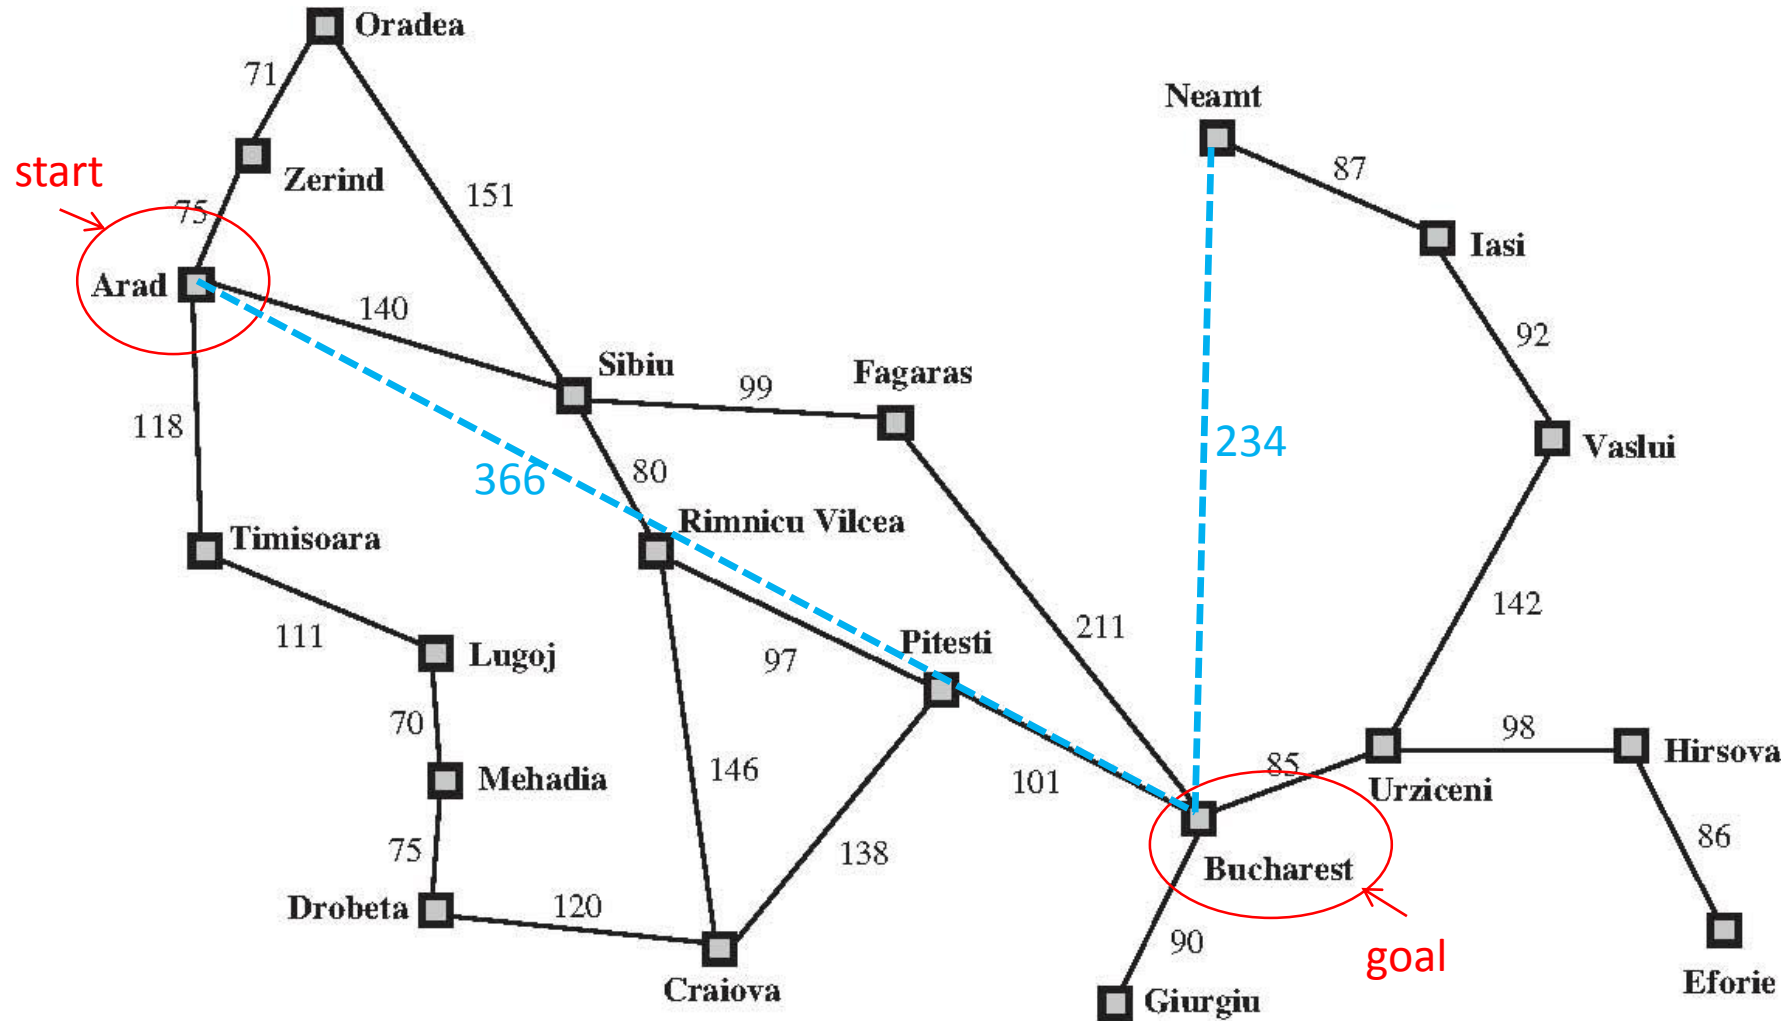 Oradea
71
Neamt
87
start
Zerind
151
75
Iasi
Arad
140
92
Sibiu
99
Fagaras
118
366
80
234
Vaslui
Rimnicu Vilcea
Timisoara
142
111
Lugoj
97
Pitesti
211
70
98
Hirsova
Mehadia
146
101
85
Urziceni
75
138
Bucharest
86
Drobeta
120
90
goal
Craiova
Giurgiu
Eforie